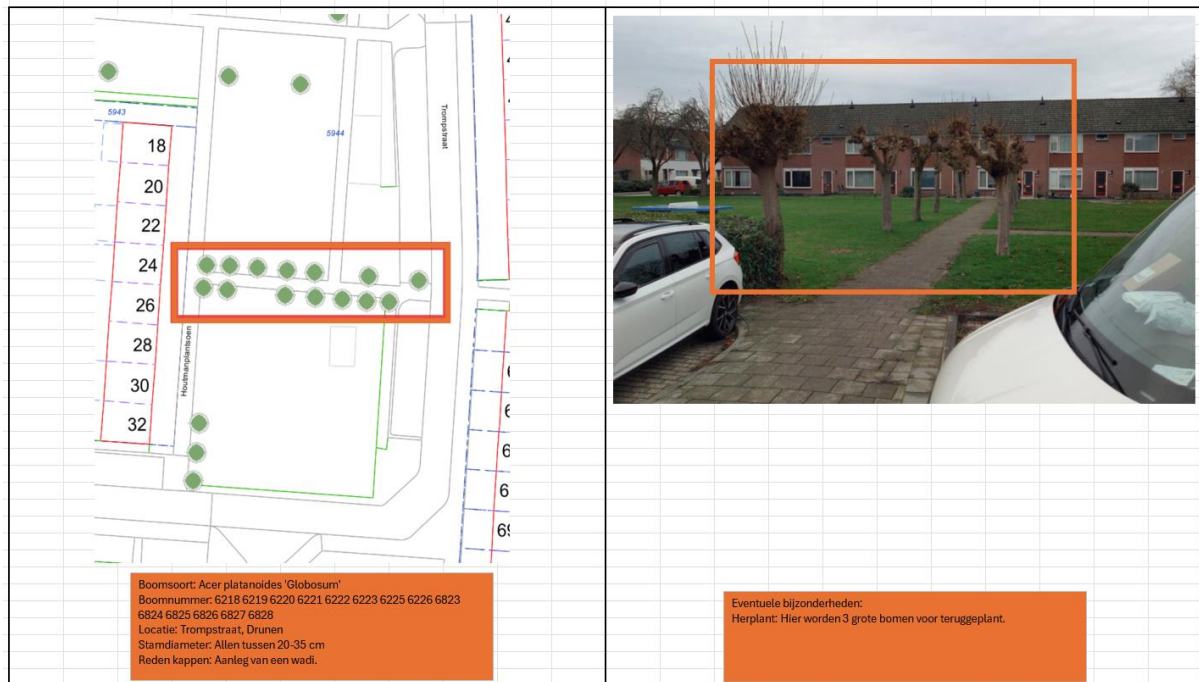 5943
5944
Trompstraat
18
20
22
24
26
28
30
32
Houtmanplantsoen
Boomsoort: Acer platanoides 'Globosum'
Boomnummer: 6218 6219 6220 6221 6222 6223 6225 6226 6823
6824 6825 6826 6827 6828
Locatie: Trompstraat, Drunen
Stamdiameter: Allen tussen 20-35 cm
Reden kappen: Aanleg van een wadi.
Eventuele bijzonderheden:
Herplant: Hier worden 3 grote bomen voor teruggeplant.